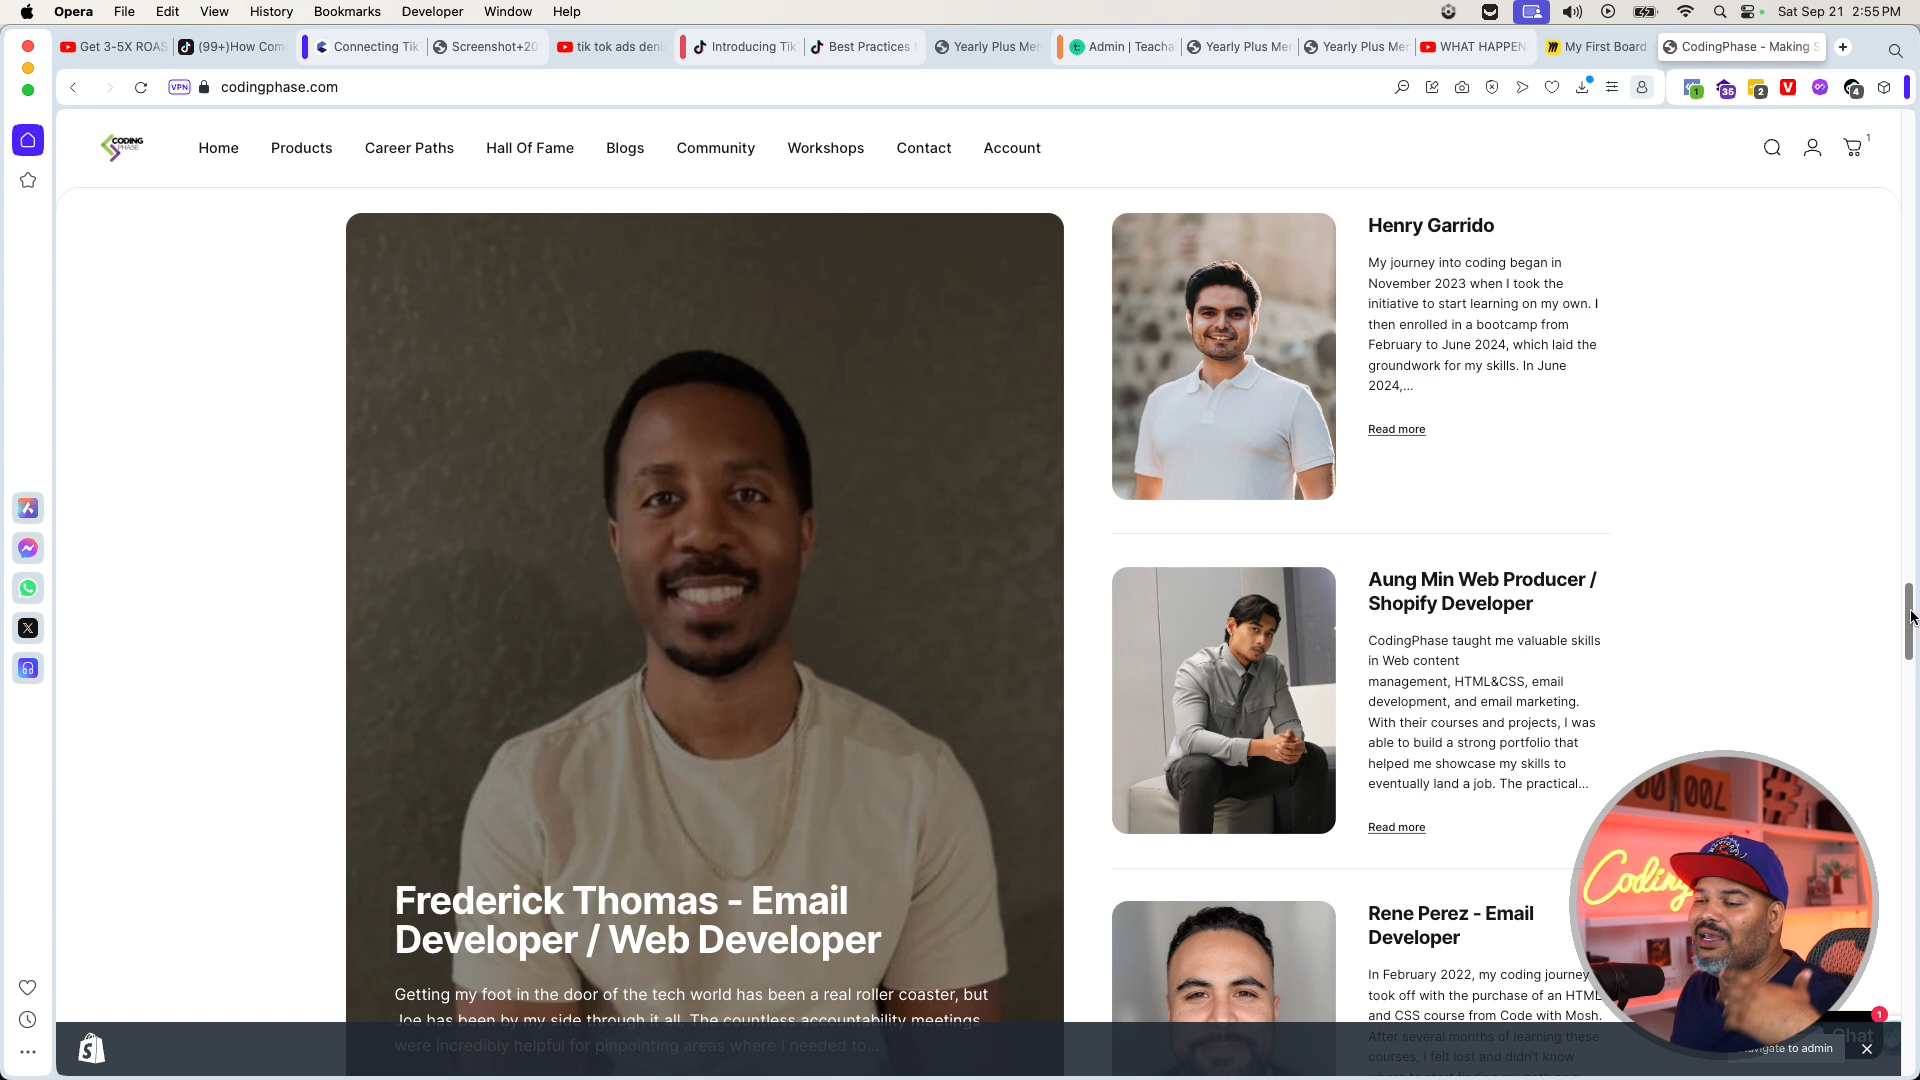 Opera File Edit View History Bookmarks Developer Window Help
Sat Sep 21 2:55 PM
Get 3-5X ROAS
(99+)How Com
Connecting Tik
Screenshot+20
tik tok ads deni
Introducing Tik
Best Practices
Yearly Plus Me
Admin | Teacha
Yearly Plus Me
Yearly Plus Me
WHAT HAPPEN
My First Board
CodingPhase - Making S
VPN codingphase.com
1 35 2 V 4
CODING
PHASE
Home Products Career Paths Hall Of Fame Blogs Community Workshops Contact Account
1
Henry Garrido
My journey into coding began in
November 2023 when I took the
initiative to start learning on my own. I
then enrolled in a bootcamp from
February to June 2024, which laid the
groundwork for my skills. In June
2024,...
Read more
Aung Min Web Producer /
Shopify Developer
CodingPhase taught me valuable skills
in Web content
management, HTML&CSS, email
development, and email marketing.
With their courses and projects, I was
able to build a strong portfolio that
helped me showcase my skills to
eventually land a job. The practical...
Read more
Rene Perez - Email
Developer
In February 2022, my coding journey
took off with the purchase of an HTML
and CSS course from Code with Mosh.
After several months of learning these
courses, I felt lost and didn't know
Frederick Thomas - Email
Developer / Web Developer
Getting my foot in the door of the tech world has been a real roller coaster, but
Joe has been by my side through it all. The countless accountability meetings
were incredibly helpful for pinpointing areas where I needed to...
Coding
Chat
1
Navigate to admin